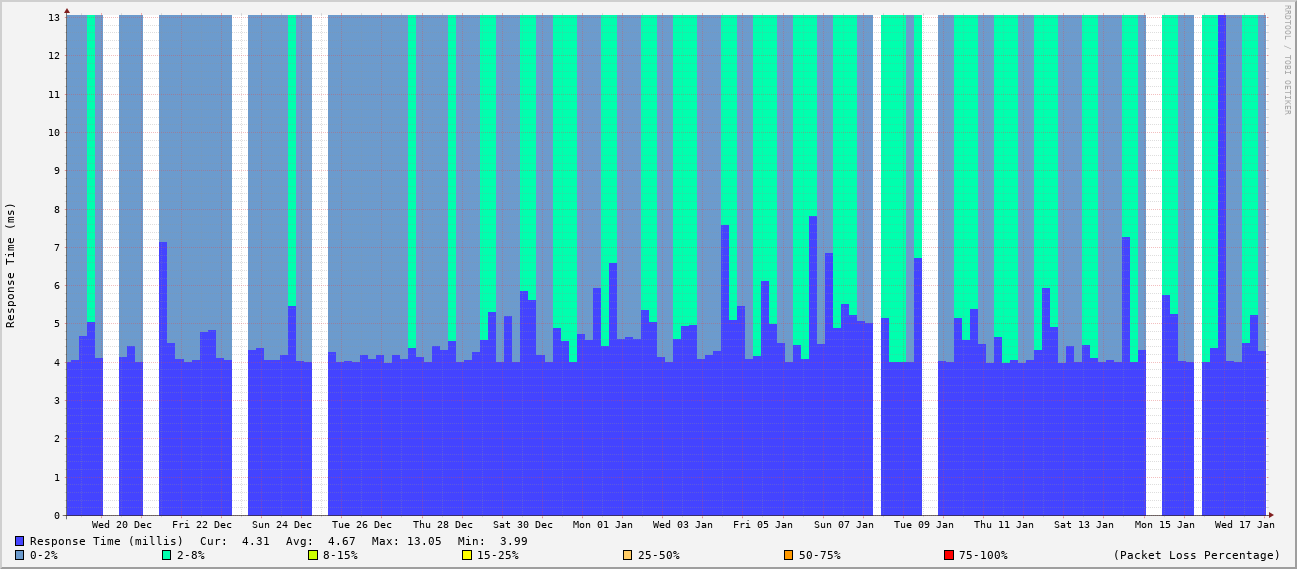 RRDTOOL / TOBI OETIKER
Response Time (ms)
13
12
11
10
9
8
7
6
5
4
3
2
1
0
Wed 20 Dec Fri 22 Dec Sun 24 Dec Tue 26 Dec Thu 28 Dec Sat 30 Dec Mon 01 Jan Wed 03 Jan Fri 05 Jan Sun 07 Jan Tue 09 Jan Thu 11 Jan Sat 13 Jan Mon 15 Jan Wed 17 Jan
Response Time (millis) Cur: 4.31 Avg: 4.67 Max: 13.05 Min: 3.99
0-2% 2-8% 8-15% 15-25% 25-50% 50-75% 75-100% (Packet Loss Percentage)